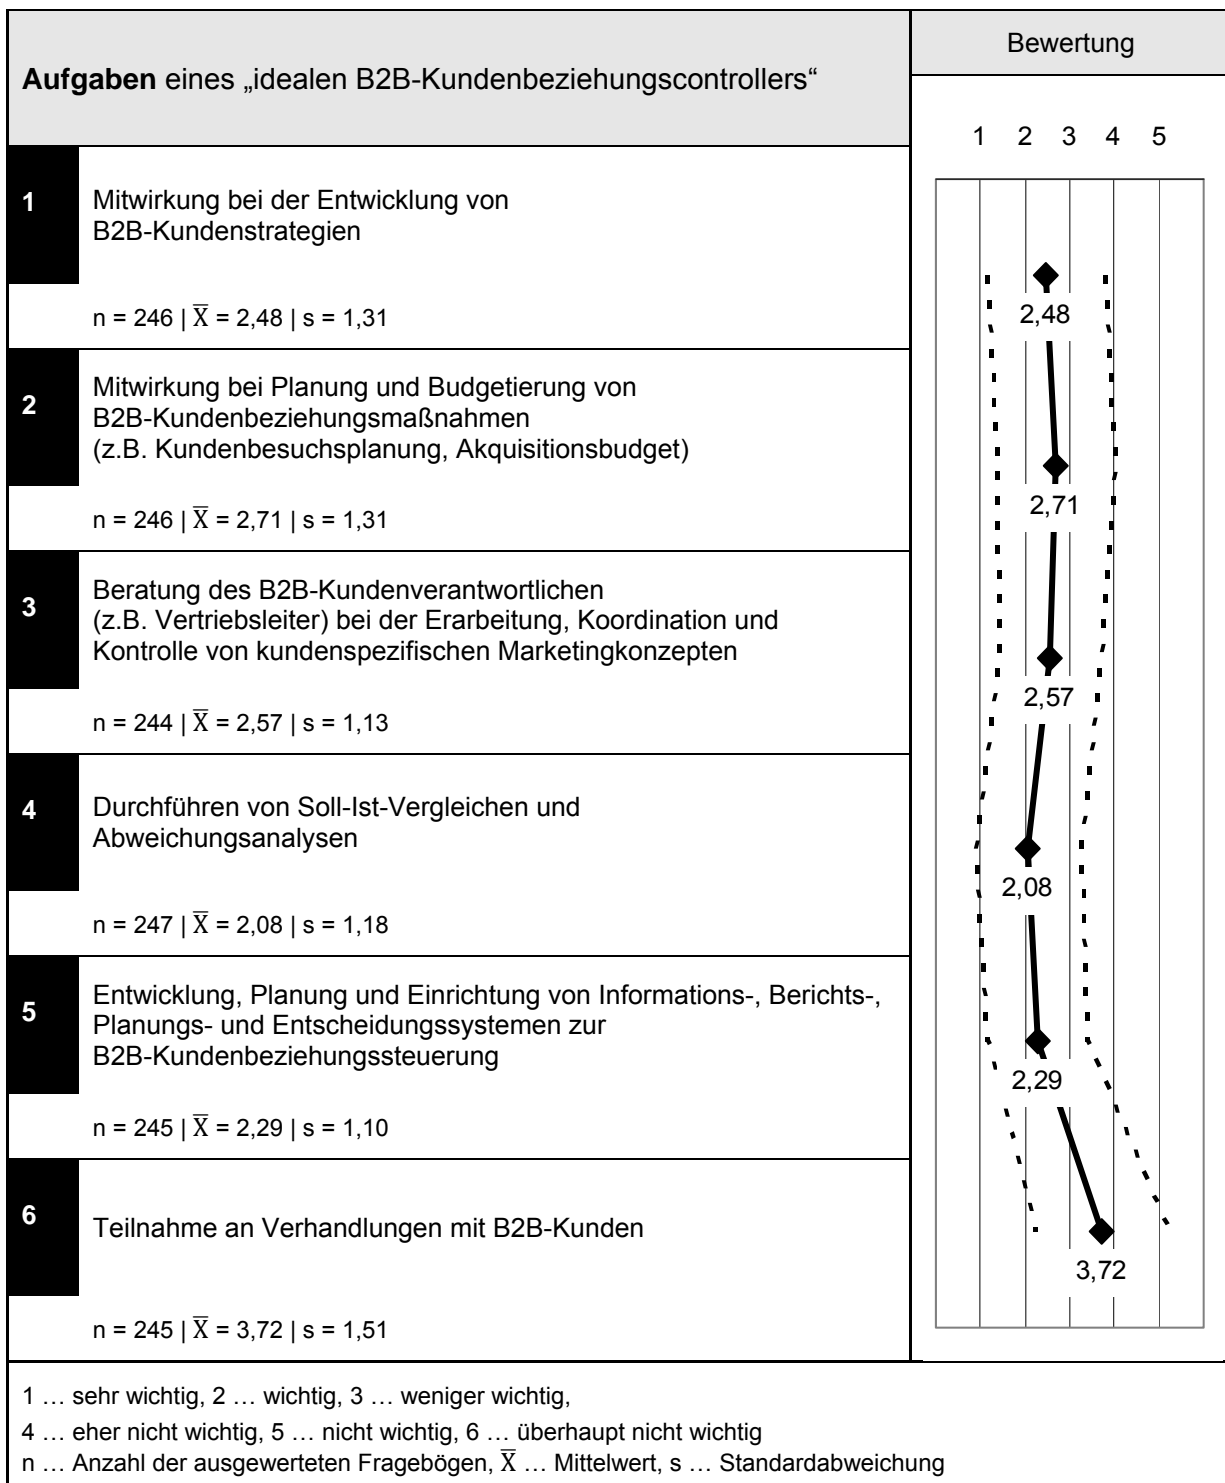 Aufgaben eines „idealen B2B-Kundenbeziehungscontrollers“
Bewertung
1 2 3 4 5
1
Mitwirkung bei der Entwicklung von
B2B-Kundenstrategien
n = 246 | X̅ = 2,48 | s = 1,31
2,48
2
Mitwirkung bei Planung und Budgetierung von
B2B-Kundenbeziehungsmaßnahmen
(z.B. Kundenbesuchsplanung, Akquisitionsbudget)
n = 246 | X̅ = 2,71 | s = 1,31
2,71
3
Beratung des B2B-Kundenverantwortlichen
(z.B. Vertriebsleiter) bei der Erarbeitung, Koordination und
Kontrolle von kundenspezifischen Marketingkonzepten
n = 244 | X̅ = 2,57 | s = 1,13
2,57
4
Durchführen von Soll-Ist-Vergleichen und
Abweichungsanalysen
n = 247 | X̅ = 2,08 | s = 1,18
2,08
5
Entwicklung, Planung und Einrichtung von Informations-, Berichts-,
Planungs- und Entscheidungssystemen zur
B2B-Kundenbeziehungssteuerung
n = 245 | X̅ = 2,29 | s = 1,10
2,29
6
Teilnahme an Verhandlungen mit B2B-Kunden
n = 245 | X̅ = 3,72 | s = 1,51
3,72
1 … sehr wichtig, 2 … wichtig, 3 … weniger wichtig,
4 … eher nicht wichtig, 5 … nicht wichtig, 6 … überhaupt nicht wichtig
n … Anzahl der ausgewerteten Fragebögen, X̅ … Mittelwert, s … Standardabweichung